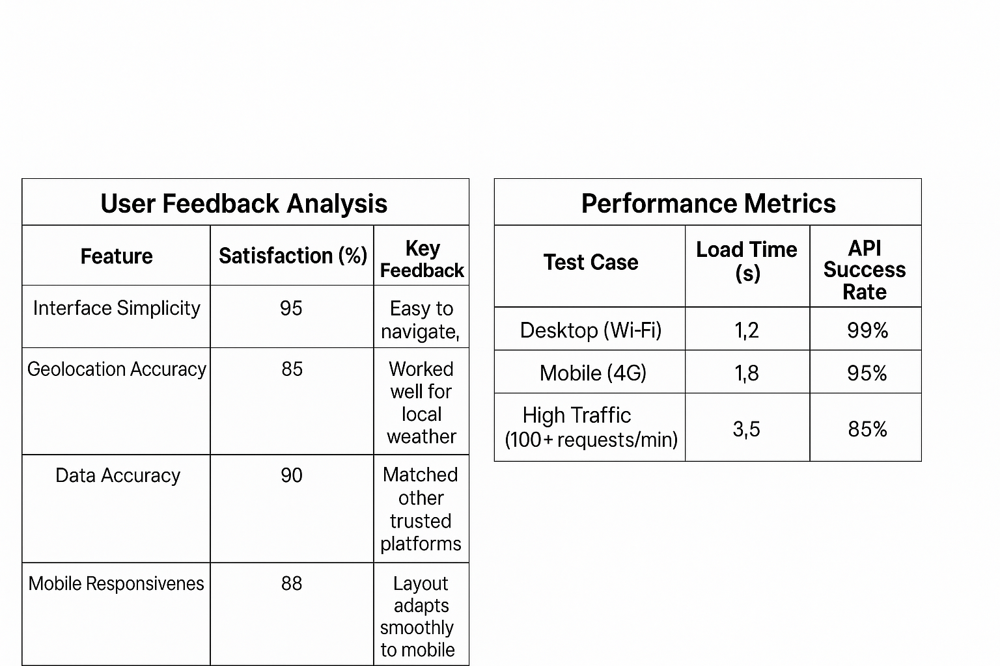 User Feedback Analysis
Feature
Satisfaction (%)
Key
Feedback
Interface Simplicity
95
Easy to
navigate,
Geolocation Accuracy
85
Worked
well for
local
weather
Data Accuracy
90
Matched
other
trusted
platforms
Mobile Responsivenes
88
Layout
adapts
smoothly
to mobile
Performance Metrics
Test Case
Load Time
(s)
API
Success
Rate
Desktop (Wi-Fi)
1,2
99%
Mobile (4G)
1,8
95%
High Traffic
(100+ requests/min)
3,5
85%